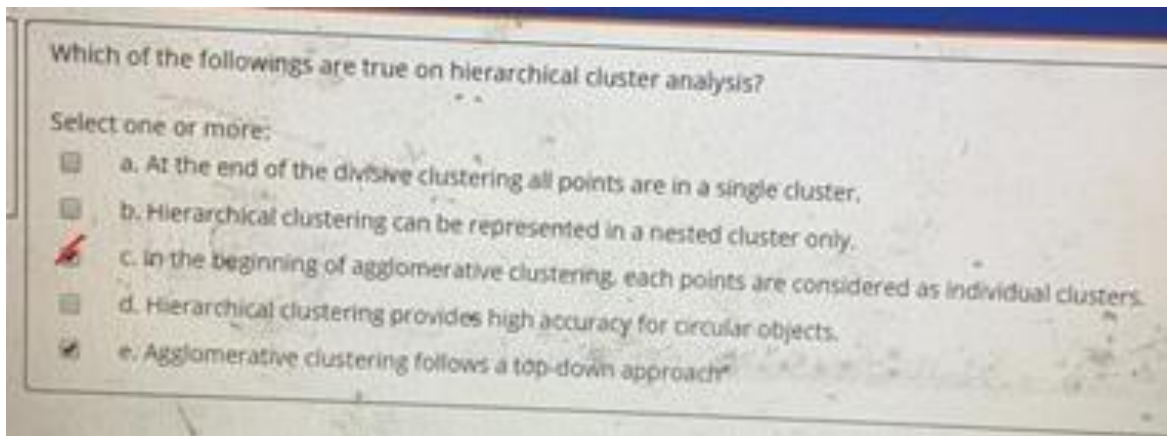 Which of the followings are true on hierarchical cluster analysis?
Select one or more:
a. At the end of the divisive clustering all points are in a single cluster.
b. Hierarchical clustering can be represented in a nested cluster only.
c. In the beginning of agglomerative clustering, each points are considered as individual clusters.
d. Hierarchical clustering provides high accuracy for circular objects.
e. Agglomerative clustering follows a top-down approach"